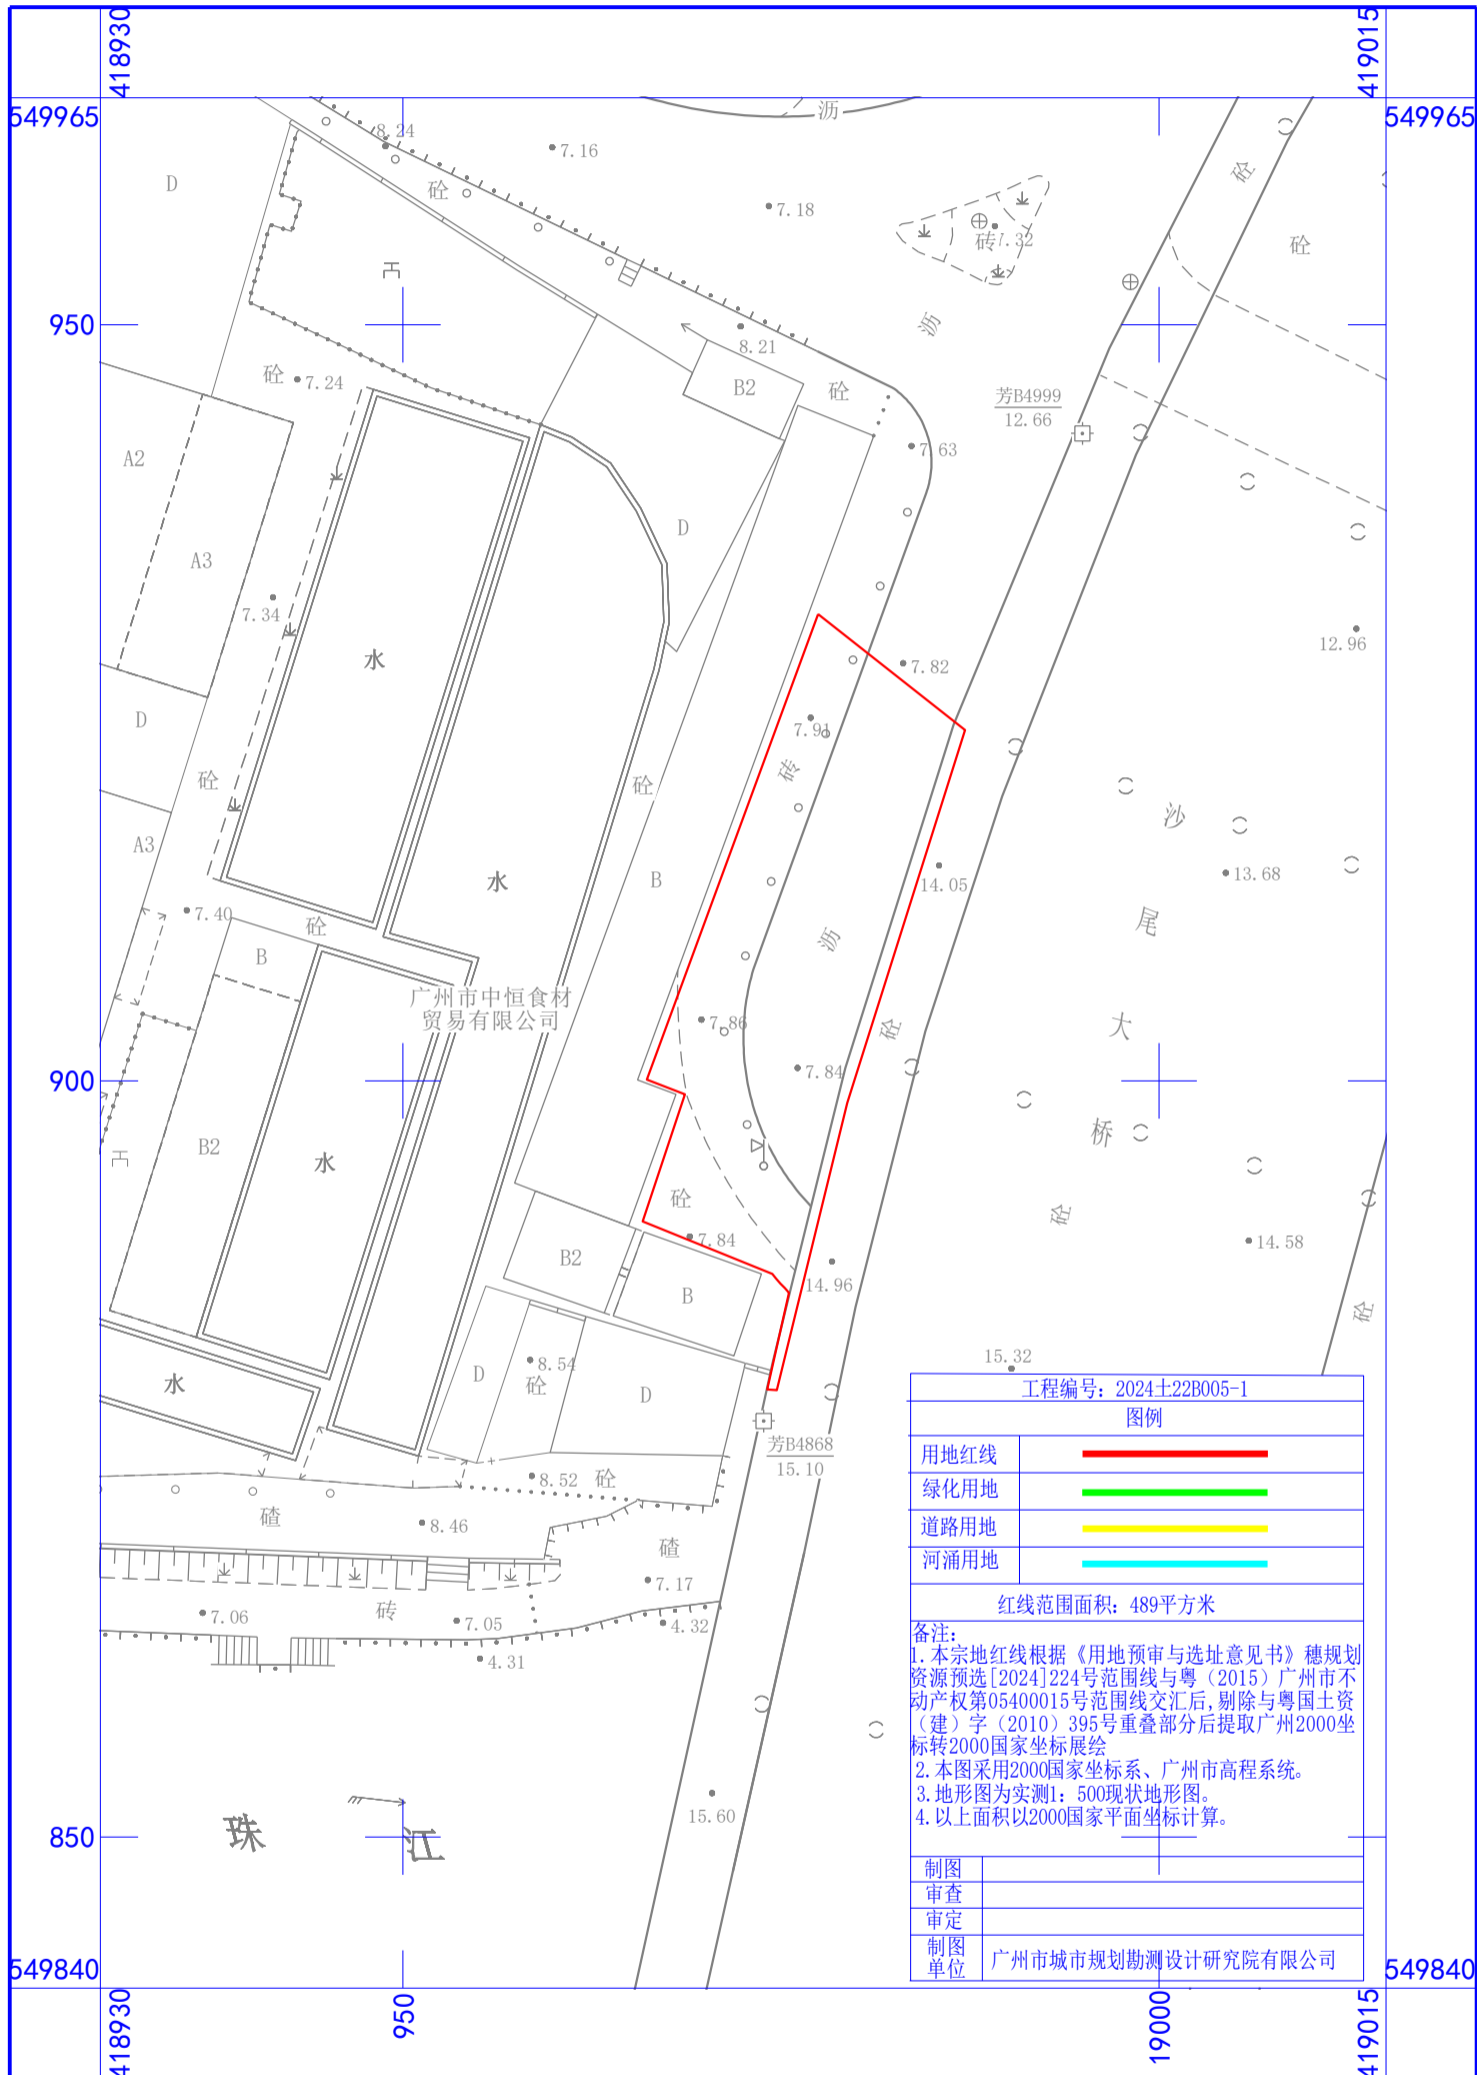 418930
419015
549965
549965
沥
8.24
7.16
D
砼
砼
7.18
砖
7.32
砼
950
沥
8.21
砼
7.24
B2
砼
芳B4999
12.66
7.63
A2
D
A3
7.34
12.96
水
7.82
D
7.91
砖
砼
砼
沙
A3
14.05
13.68
B
水
7.40
砼
尾
沥
B
广州市中恒食材
贸易有限公司
7.86
大
砼
7.84
900
桥
B2
水
砼
砼
7.84
14.58
B2
14.96
B
砼
15.32
8.54
D
砼
D
水
芳B4868
15.10
8.52
砼
碴
8.46
碴
7.17
7.06
砖
7.05
4.32
4.31
15.60
850
珠
江
工程编号: 2024土22B005-1
图例
用地红线
绿化用地
道路用地
河涌用地
红线范围面积: 489平方米
备注:
1.本宗地红线根据《用地预审与选址意见书》穗规划
资源预选[2024]224号范围线与粤（2015）广州市不
动产权第05400015号范围线交汇后,剔除与粤国土资
（建）字（2010）395号重叠部分后提取广州2000坐
标转2000国家坐标展绘
2.本图采用2000国家坐标系、广州市高程系统。
3.地形图为实测1: 500现状地形图。
4.以上面积以2000国家平面坐标计算。
制图
审查
审定
制图
单位
广州市城市规划勘测设计研究院有限公司
549840
549840
418930
950
19000
419015